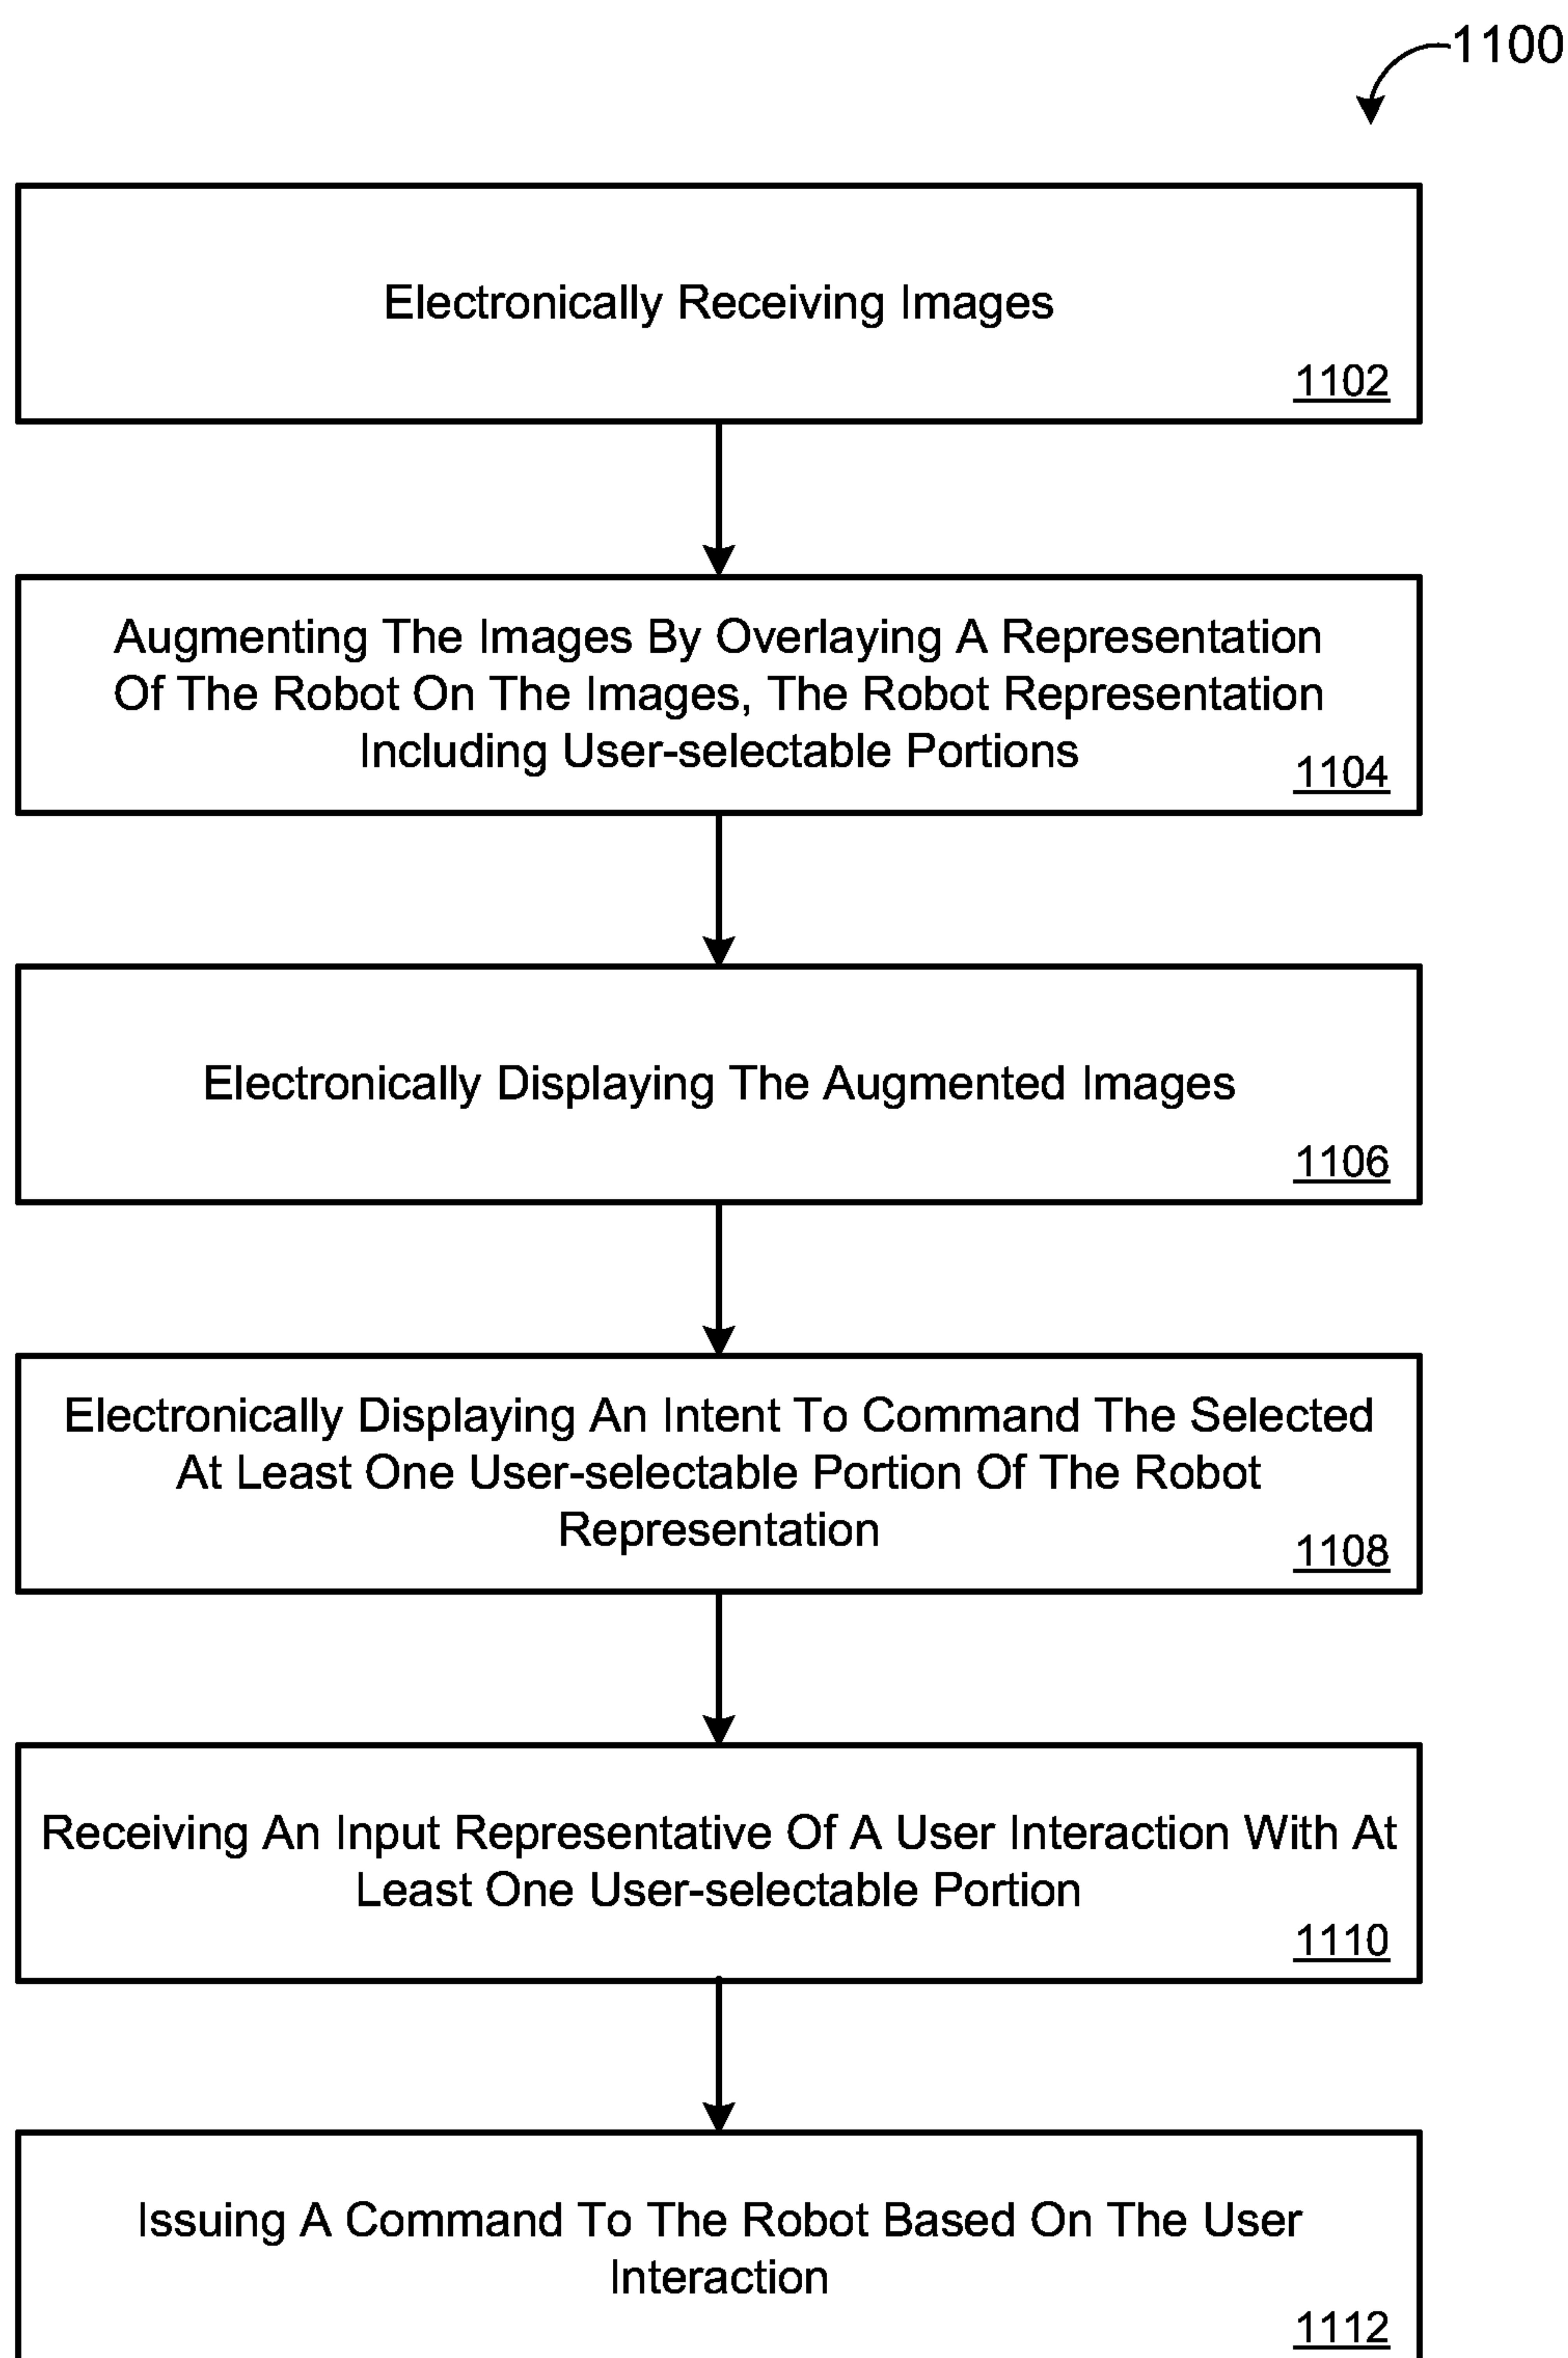 1100
Electronically Receiving Images
1102
Augmenting The Images By Overlaying A Representation
Of The Robot On The Images, The Robot Representation
Including User-selectable Portions
1104
Electronically Displaying The Augmented Images
1106
Electronically Displaying An Intent To Command The Selected
At Least One User-selectable Portion Of The Robot
Representation
1108
Receiving An Input Representative Of A User Interaction With At
Least One User-selectable Portion
1110
Issuing A Command To The Robot Based On The User
Interaction
1112